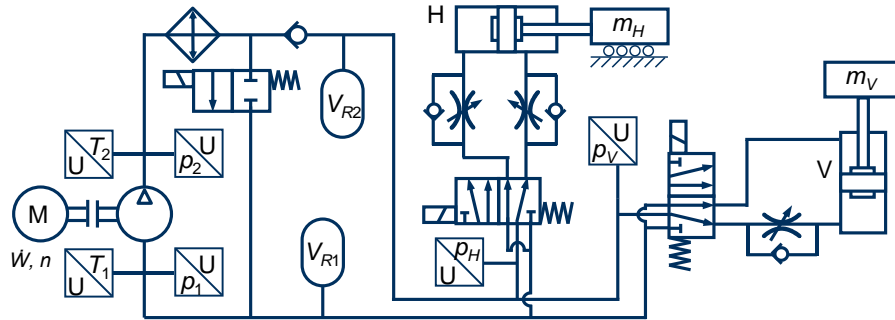 H
m_H
m_V
V_R2
T_2
U
U
p_2
U
p_V
V
M
Ẇ, n
V_R1
p_H
U
T_1
U
U
p_1